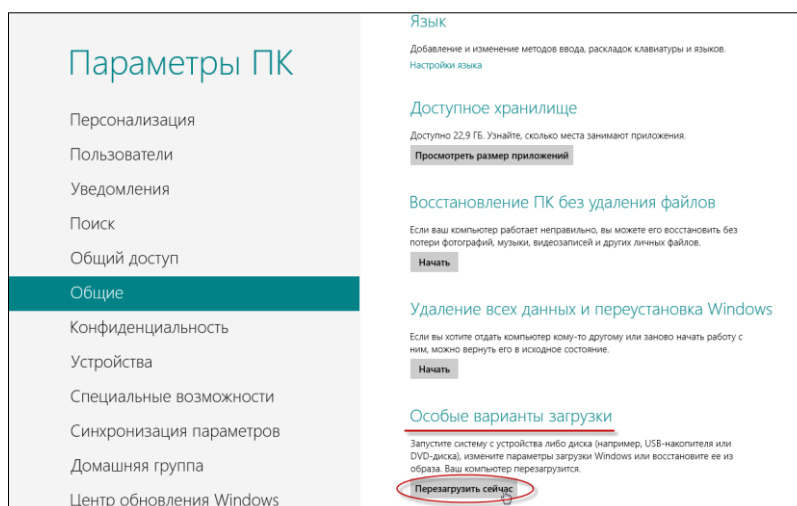 Параметры ПК
Персонализация
Пользователи
Уведомления
Поиск
Общий доступ
Общие
Конфиденциальность
Устройства
Специальные возможности
Синхронизация параметров
Домашняя группа
Центр обновления Windows
Язык
Добавление и изменение методов ввода, раскладок клавиатуры и языков.
Настройки языка
Доступное хранилище
Доступно 22,9 ГБ. Узнайте, сколько места занимают приложения.
Просмотреть размер приложений
Восстановление ПК без удаления файлов
Если ваш компьютер работает неправильно, вы можете его восстановить без
потери фотографий, музыки, видеозаписей и других личных файлов.
Начать
Удаление всех данных и переустановка Windows
Если вы хотите отдать компьютер кому-то другому или заново начать работу с
ним, можно вернуть его в исходное состояние.
Начать
Особые варианты загрузки
Запустите систему с устройства либо диска (например, USB-накопителя или
DVD-диска), измените параметры загрузки Windows или восстановите ее из
образа. Ваш компьютер перезагрузится.
Перезагрузить сейчас